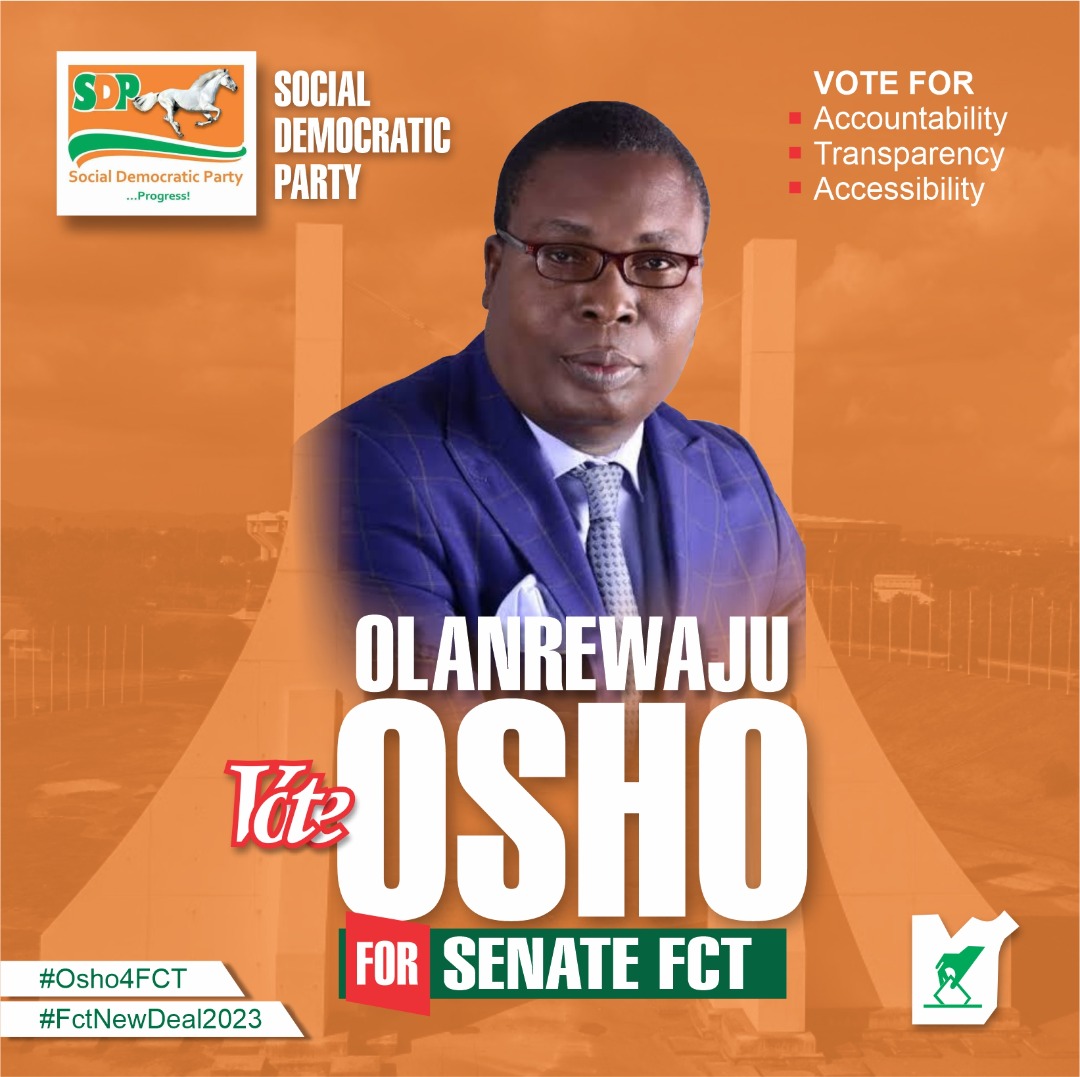 SDP
Social Democratic Party
...Progress!
SOCIAL
DEMOCRATIC
PARTY
VOTE FOR
Accountability
Transparency
Accessibility
OLANREWAJU
Vote
OSHO
FOR SENATE FCT
#Osho4FCT
#FctNewDeal2023